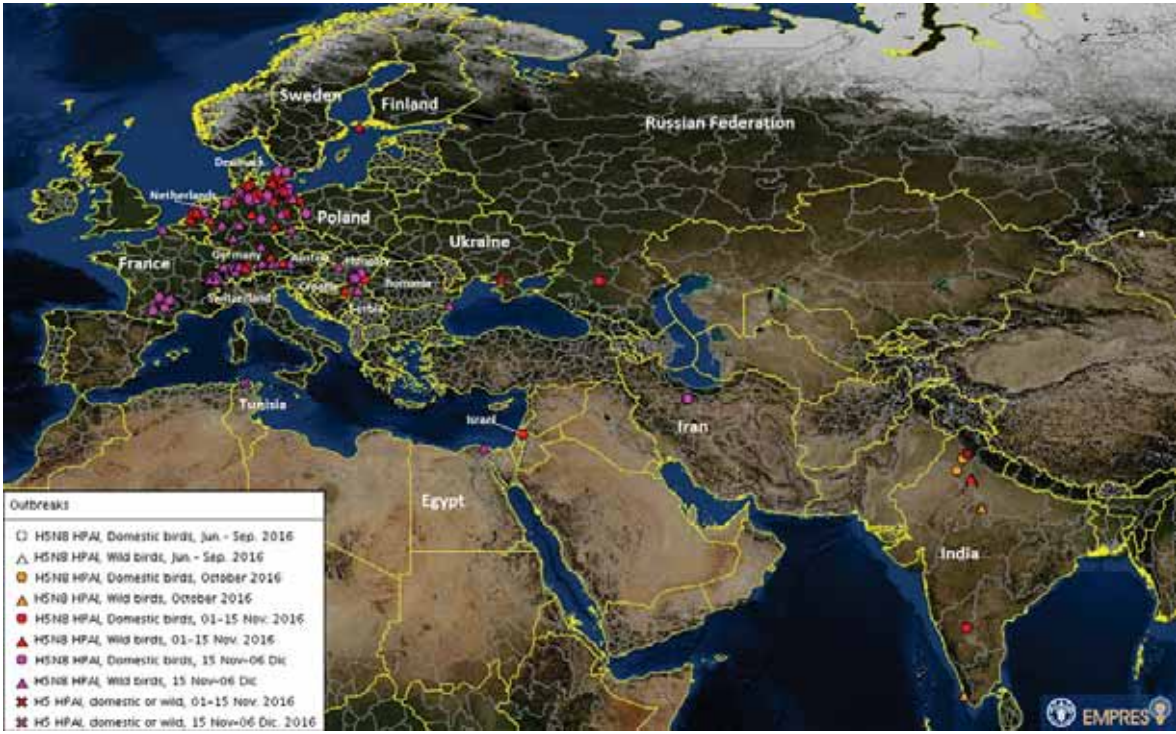 Sweden
Finland
Russian Federation
Denmark
Netherlands
Poland
Ukraine
Germany
France
Austria
Hungary
Croatia
Romania
Switzerland
Serbia
Tunisia
Israel
Iran
Egypt
India
Outbreaks
H5N8 HPAI, Domestic birds, Jun - Sep. 2016
H5N8 HPAI, Wild birds, Jun - Sep. 2016
H5N8 HPAI, Domestic birds, October 2016
H5N8 HPAI, Wild birds, October 2016
H5N8 HPAI, Domestic birds, 01-15 Nov. 2016
H5N8 HPAI, Wild birds, 01-15 Nov. 2016
H5N8 HPAI, Domestic birds, 15 Nov-06 Dic
H5N8 HPAI, Wild birds, 15 Nov-06 Dic
H5 HPAI, domestic or wild, 01-15 Nov. 2016
H5 HPAI, domestic or wild, 15 Nov-06 Dic. 2016
EMPRES